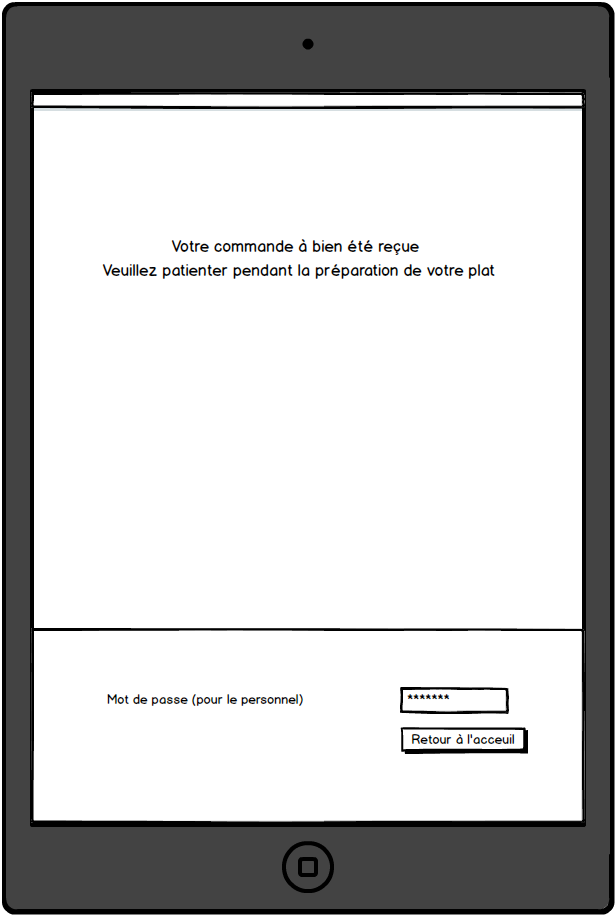 Votre commande à bien été reçue
Veuillez patienter pendant la préparation de votre plat
Mot de passe (pour le personnel)
*******
Retour à l'acceuil